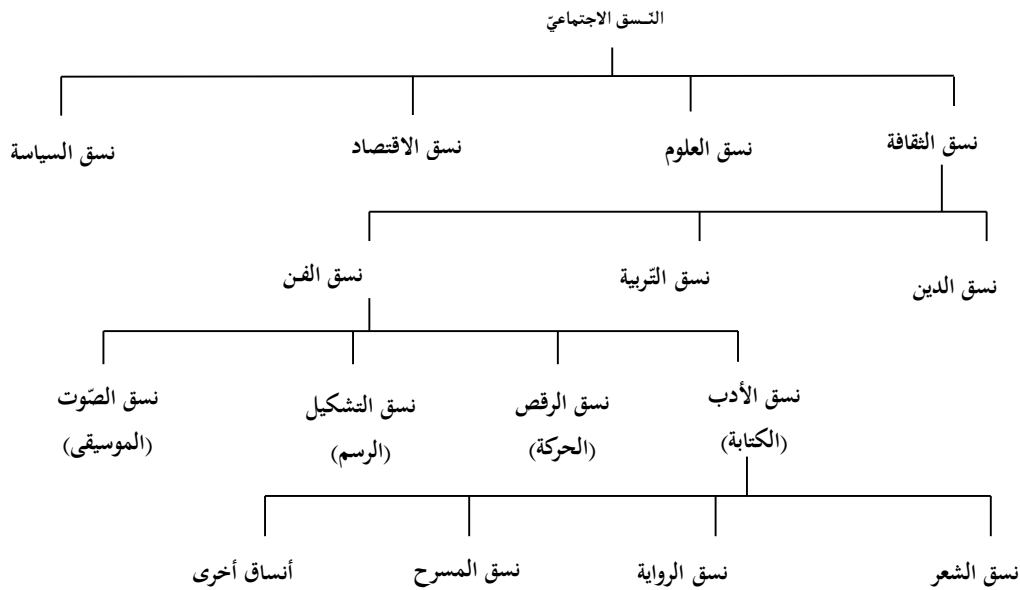 النّسق الاجتماعيّ
نسق الثقافة
نسق العلوم
نسق الاقتصاد
نسق السياسة
نسق الدين
نسق التّربية
نسق الفن
نسق الأدب
(الكتابة)
نسق الرقص
(الحركة)
نسق التشكيل
(الرسم)
نسق الصّوت
(الموسيقى)
نسق الشعر
نسق الرواية
نسق المسرح
أنساق أخرى